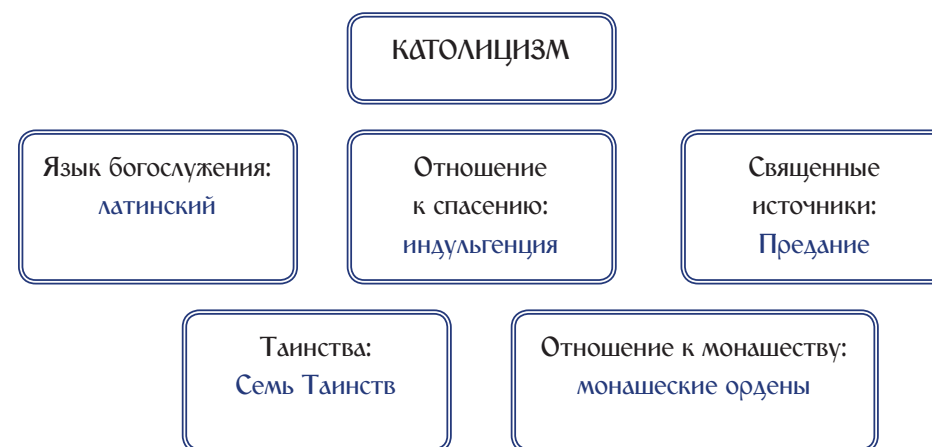 КАТОЛИЦИЗМ
Язык богослужения:
латинский
Отношение
к спасению:
индульгенция
Священные
источники:
Предание
Таинства:
Семь Таинств
Отношение к монашеству:
монашеские ордены